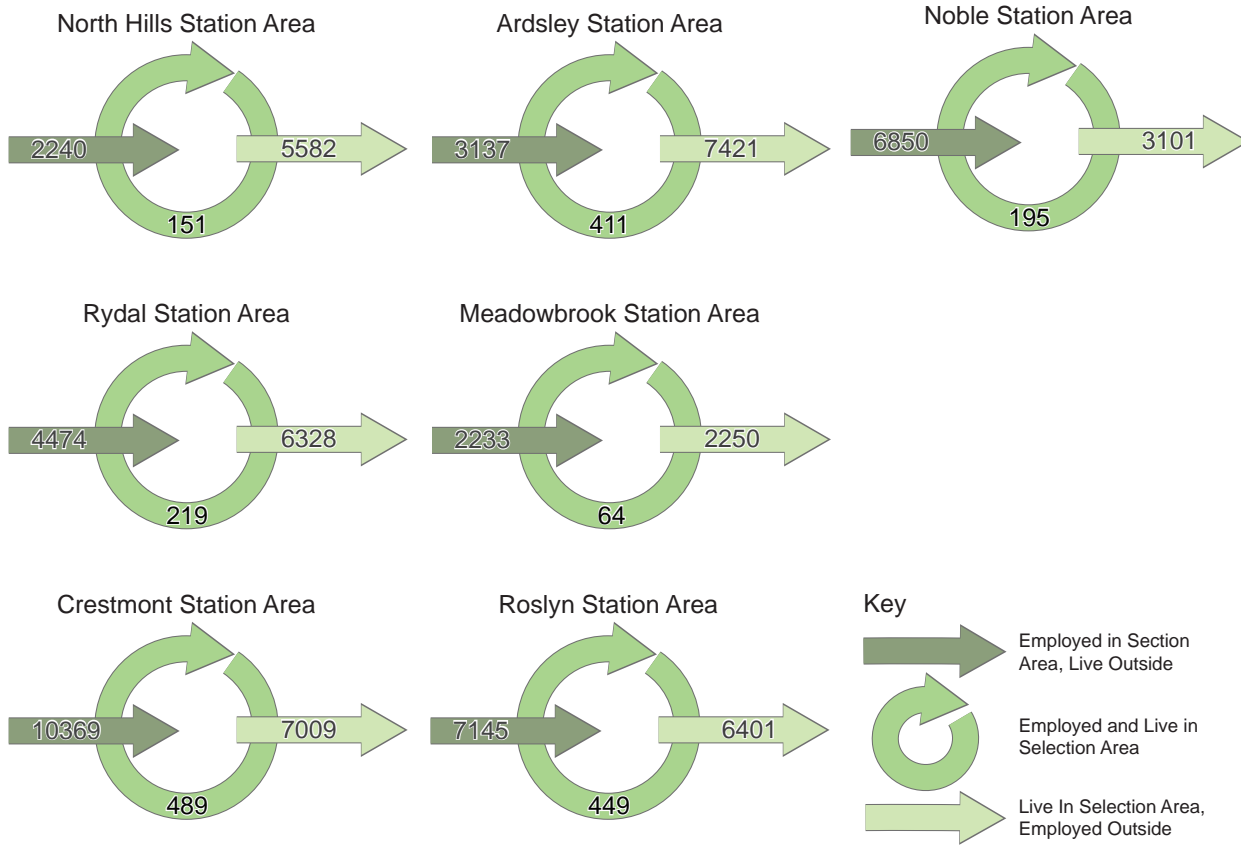 North Hills Station Area
Ardsley Station Area
Noble Station Area
2240
5582
151
3137
7421
411
6850
3101
195
Rydal Station Area
Meadowbrook Station Area
4474
6328
219
2233
2250
64
Crestmont Station Area
Roslyn Station Area
10369
7009
489
7145
6401
449
Key
Employed in Section
Area, Live Outside
Employed and Live in
Selection Area
Live In Selection Area,
Employed Outside